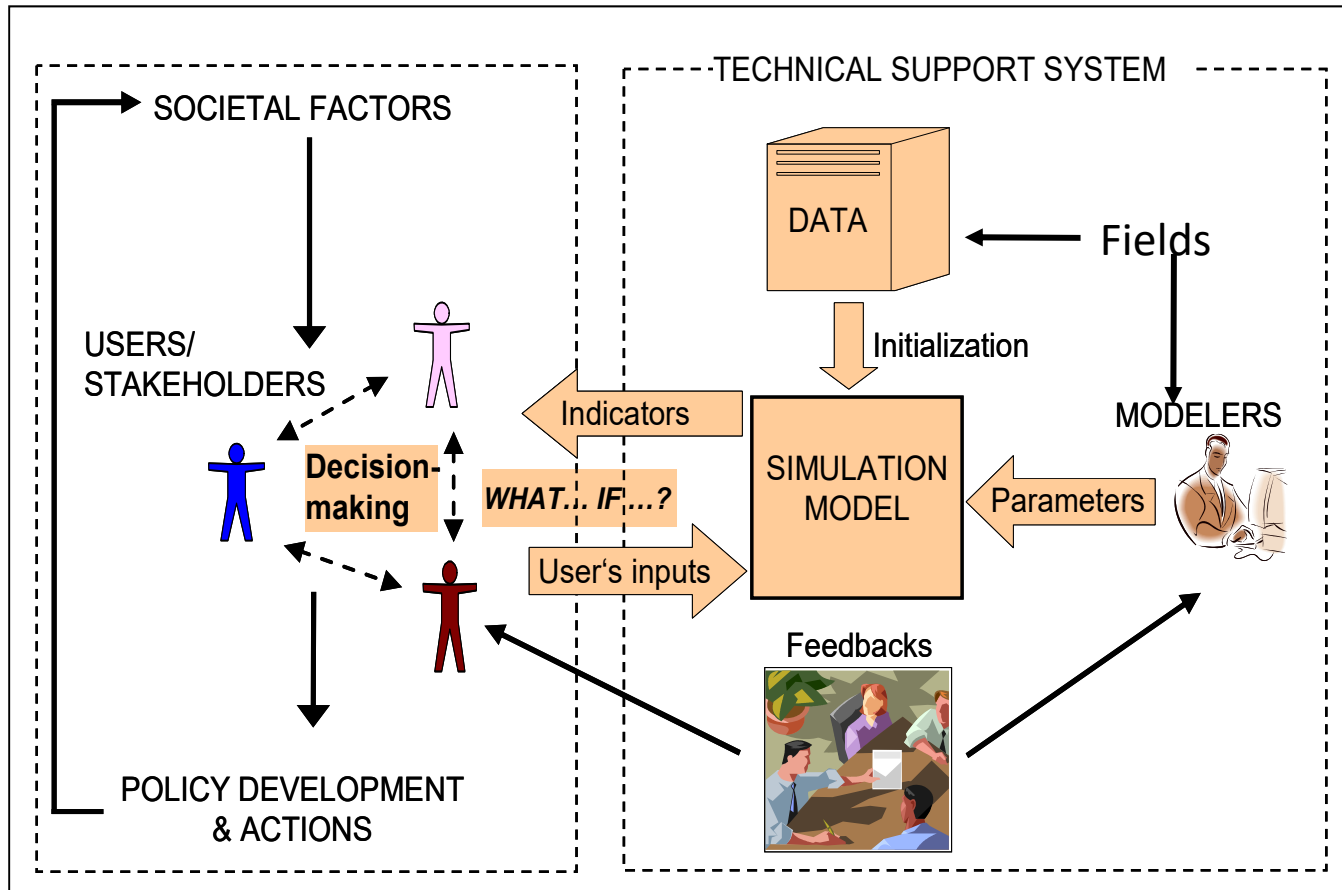 TECHNICAL SUPPORT SYSTEM
SOCIETAL FACTORS
DATA
Fields
USERS/
STAKEHOLDERS
Initialization
Indicators
MODELERS
Decision-
making
WHAT… IF …?
SIMULATION
MODEL
Parameters
User‘s inputs
Feedbacks
POLICY DEVELOPMENT
& ACTIONS